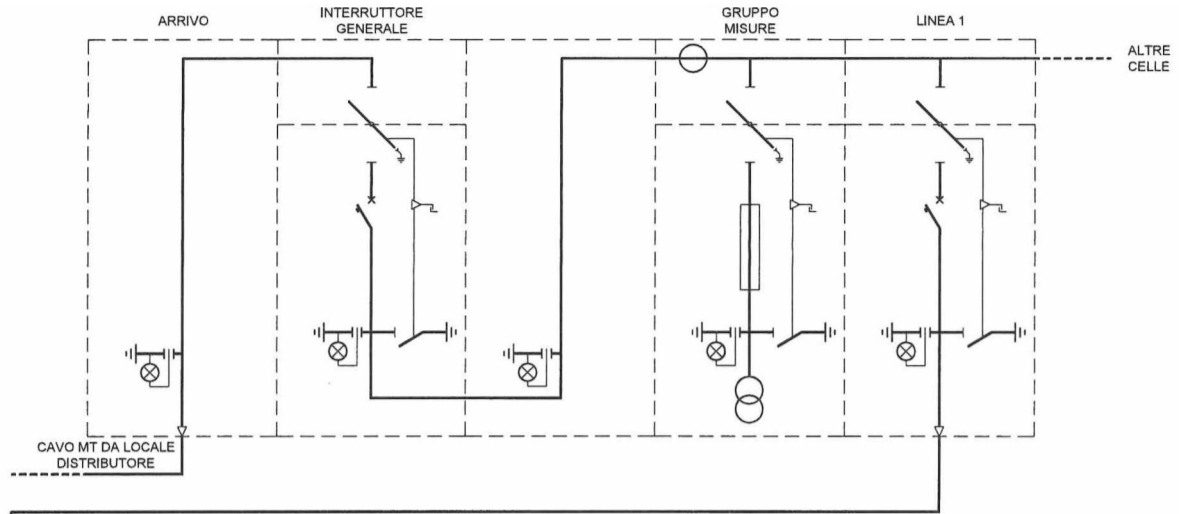 ARRIVO
INTERRUTTORE
GENERALE
GRUPPO
MISURE
LINEA 1
ALTRE
CELLE
CAVO MT DA LOCALE
DISTRIBUTORE